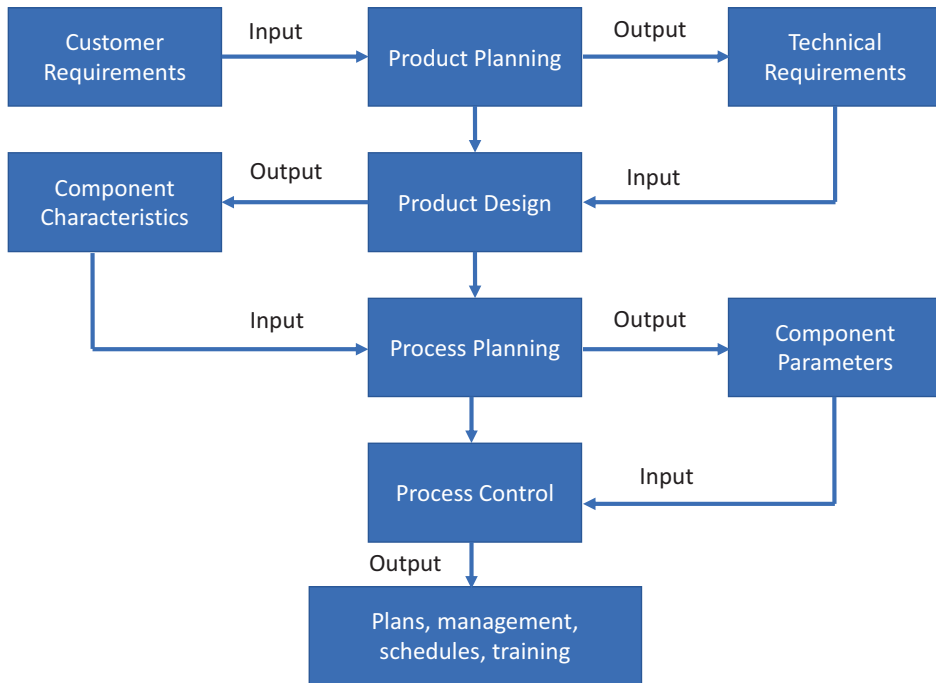 Customer
Requirements
Input
Product Planning
Output
Technical
Requirements
Component
Characteristics
Output
Product Design
Input
Input
Process Planning
Output
Component
Parameters
Process Control
Input
Output
Plans, management,
schedules, training